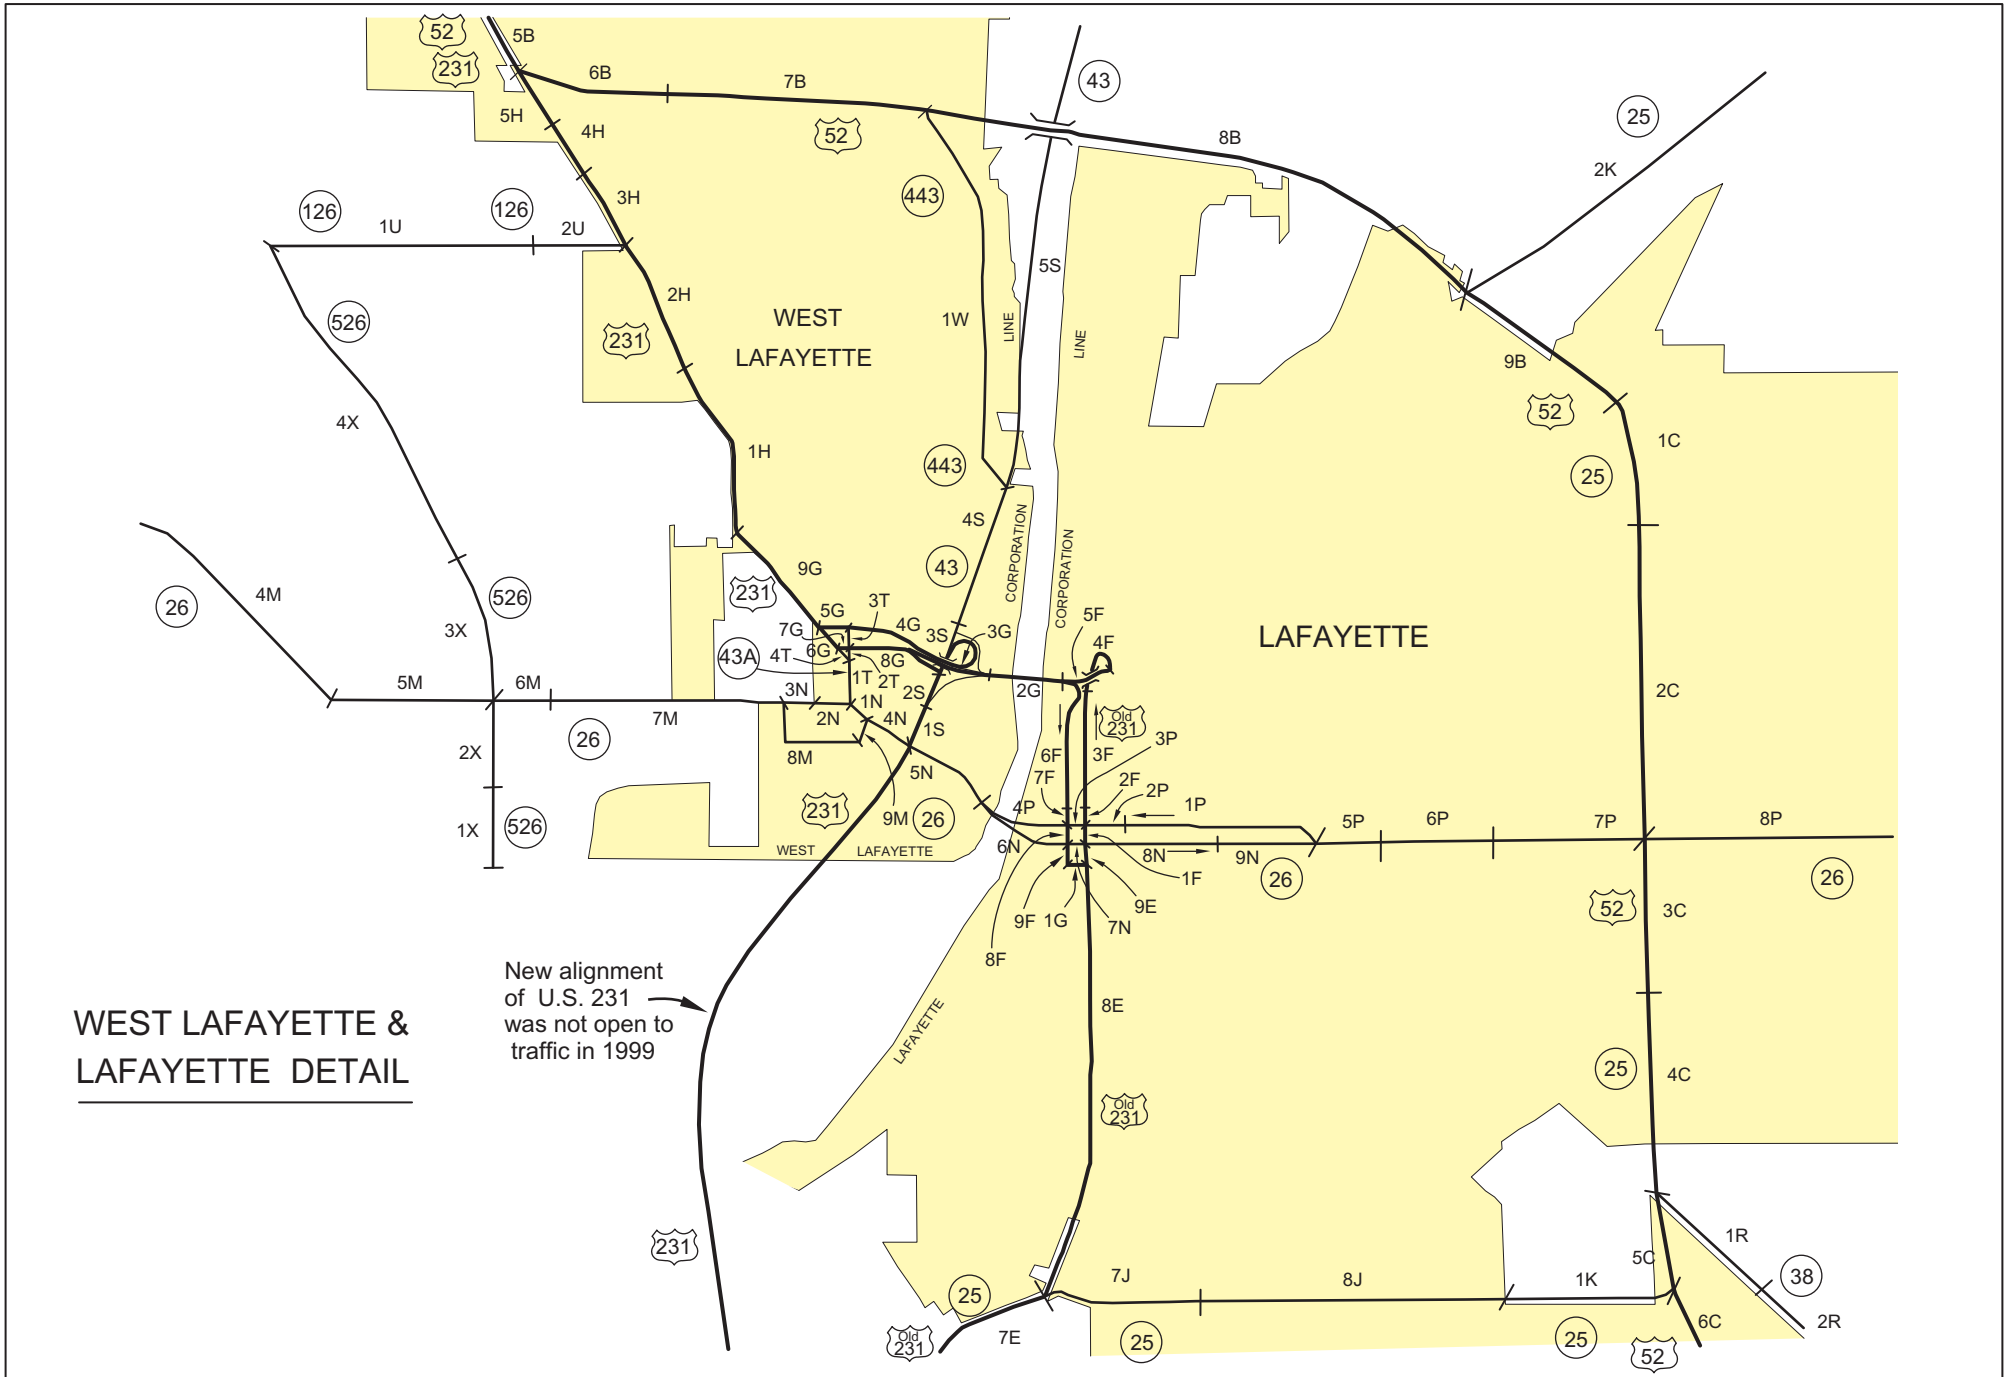 52
5B
231
6B
7B
43
52
8B
25
5H
4H
2K
443
126
126
3H
1U
2U
5S
2H
526
231
WEST
LAFAYETTE
1W
LINE
LINE
9B
52
4X
1C
1H
443
25
4S
CORPORATION
CORPORATION
43
9G
231
526
26
4M
3T
5G
4G
3S
3G
5F
4F
LAFAYETTE
7G
6G
3X
43A
4T
8G
1T
2T
2S
2G
5M
6M
3N
1N
2N
4N
1S
2C
Old
231
7M
26
8M
5N
6F
3F
3P
2X
7F
2F
2P
1P
231
9M
26
4P
5P
6P
7P
8P
1X
526
WEST
LAFAYETTE
6N
8N
9N
26
1F
26
9E
52
3C
9F
1G
7N
8F
New alignment
of U.S. 231
was not open to
traffic in 1999
WEST LAFAYETTE &
LAFAYETTE DETAIL
8E
LAFAYETTE
25
4C
Old
231
231
1R
5C
38
7J
8J
1K
25
6C
2R
Old
231
7E
25
25
52